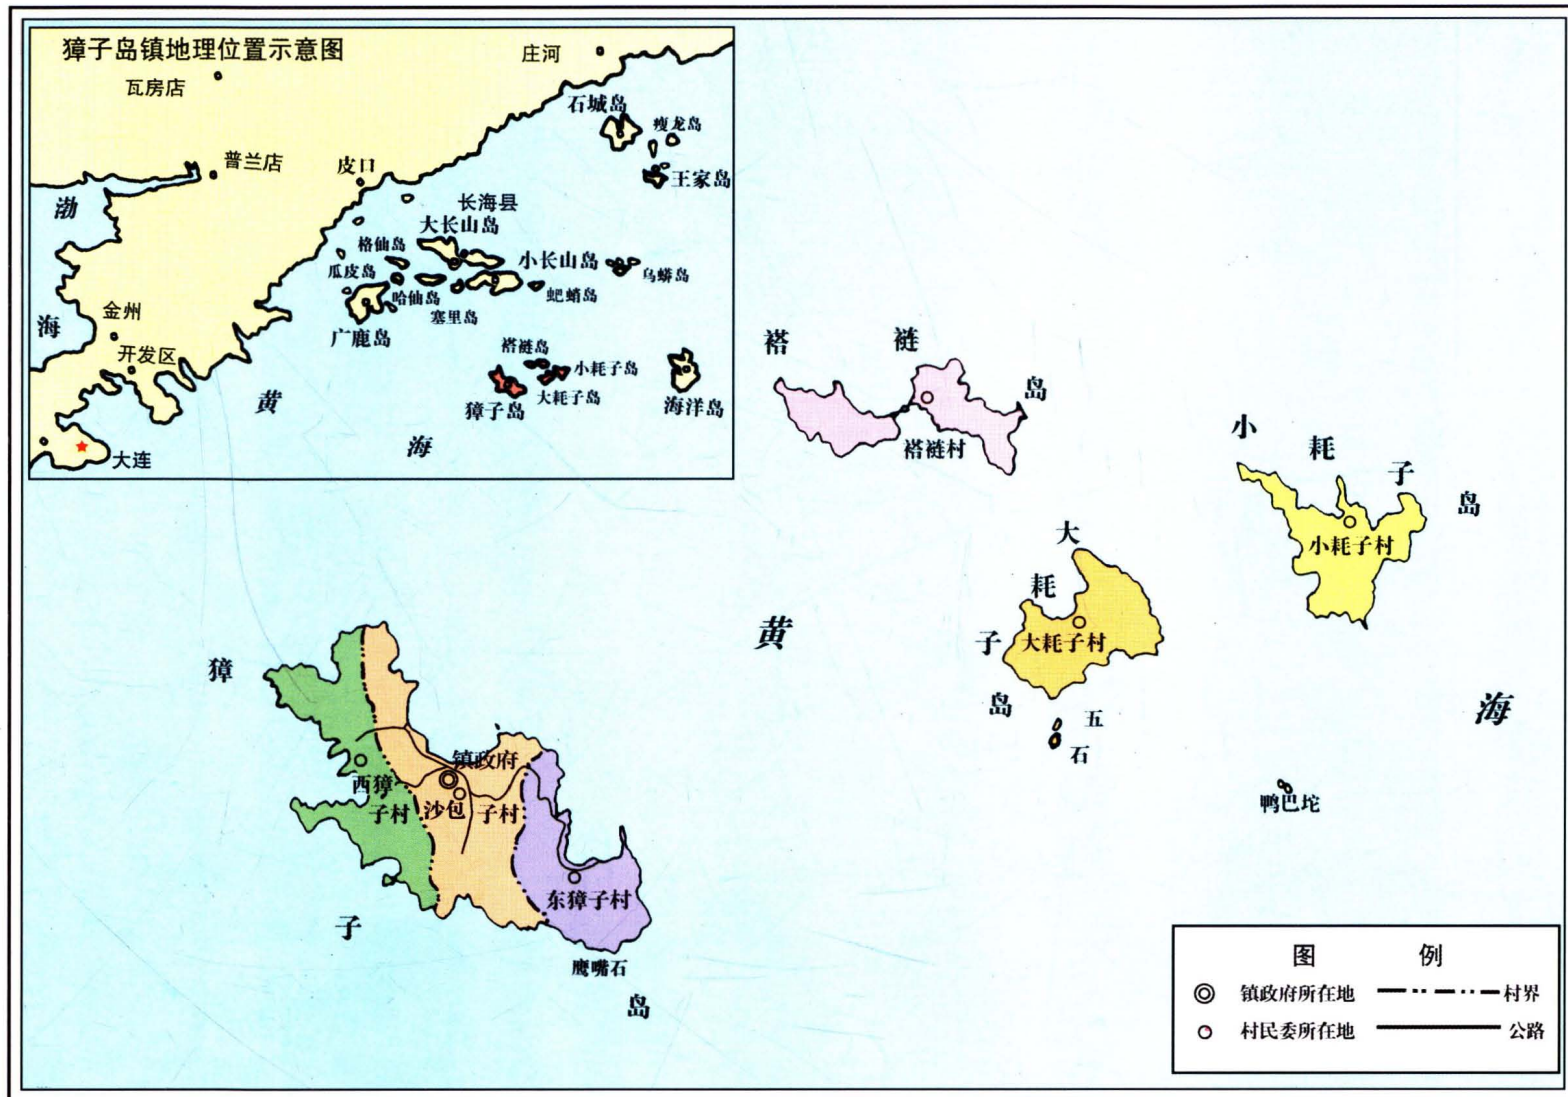 獐子岛镇地理位置示意图
庄河
瓦房店
石城岛
瘦龙岛
普兰店
皮口
王家岛
渤
海
长海县
大长山岛
格仙岛
小长山岛
瓜皮岛
乌蟒岛
哈仙岛
蚆蛸岛
塞里岛
金州
广鹿岛
开发区
褡裢岛
小耗子岛
大耗子岛
獐子岛
海洋岛
黄
海
大连
褡裢岛
褡裢村
小耗子岛
小耗子村
大耗子岛
大耗子村
五石
鸭巴坨
黄海
獐子岛
镇政府
西獐子村
沙包子村
东獐子村
鹰嘴石
图例
镇政府所在地
村界
村民委所在地
公路